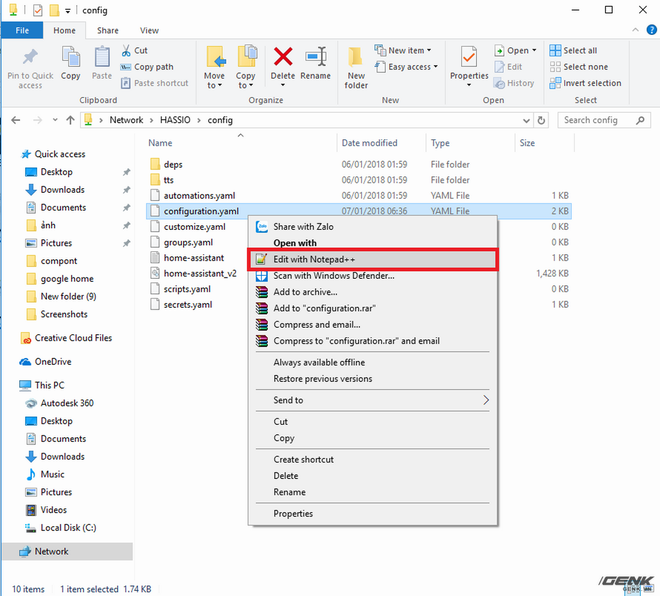 config
File Home Share View
Pin to Quick access
Copy
Paste
Cut
Copy path
Paste shortcut
Clipboard
Move to
Copy to
Delete
Rename
Organize
New folder
New item
Easy access
New
Properties
Open
Edit
History
Open
Select all
Select none
Invert selection
Select
Network > HASSIO > config
Search config
Name Date modified Type Size
Quick access
Desktop
Downloads
Documents
ảnh
Pictures
compont
google home
New folder (9)
Screenshots
Creative Cloud Files
OneDrive
This PC
Autodesk 360
Desktop
Documents
Downloads
Music
Pictures
Videos
Local Disk (C:)
Network
deps 06/01/2018 01:59 File folder
tts 06/01/2018 01:59 File folder
automations.yaml 06/01/2018 01:59 YAML File 1 KB
configuration.yaml 07/01/2018 06:36 YAML File 2 KB
customize.yaml 0 KB
groups.yaml 0 KB
home-assistant 1 KB
home-assistant_v2 1,428 KB
scripts.yaml 0 KB
secrets.yaml 1 KB
Zalo Share with Zalo
Open with
Edit with Notepad++
Scan with Windows Defender...
Add to archive...
Add to "configuration.rar"
Compress and email...
Compress to "configuration.rar" and email
Always available offline
Restore previous versions
Send to
Cut
Copy
Create shortcut
Delete
Rename
Properties
10 items 1 item selected 1.74 KB
GENK